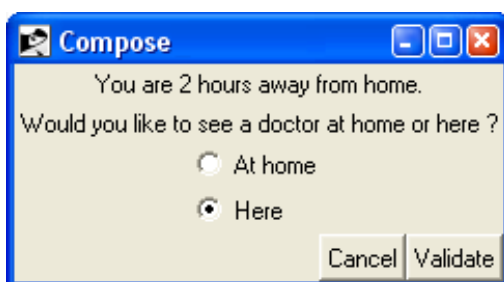 Compose
You are 2 hours away from home.
Would you like to see a doctor at home or here ?
At home
Here
Cancel Validate